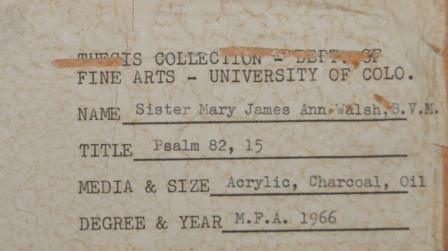 THESIS COLLECTION - DEPT. OF
FINE ARTS - UNIVERSITY OF COLO.
NAME Sister Mary James Ann Walsh, B.V.M.
TITLE Psalm 82, 15
MEDIA & SIZE Acrylic, Charcoal, Oil
DEGREE & YEAR M.F.A. 1966